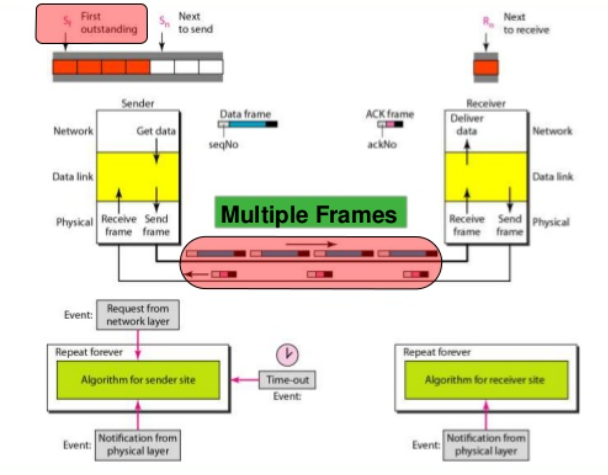 Sf First outstanding
Sn Next to send
Rn Next to receive
Sender
Data frame
ACK frame
Receiver
Network
Get data
seqNo
ackNo
Deliver data
Network
Data link
Data link
Multiple Frames
Physical
Receive frame
Send frame
Receive frame
Send frame
Physical
Event:
Request from
network layer
Repeat forever
Algorithm for sender site
Time-out
Event:
Repeat forever
Algorithm for receiver site
Event:
Notification from
physical layer
Event:
Notification from
physical layer